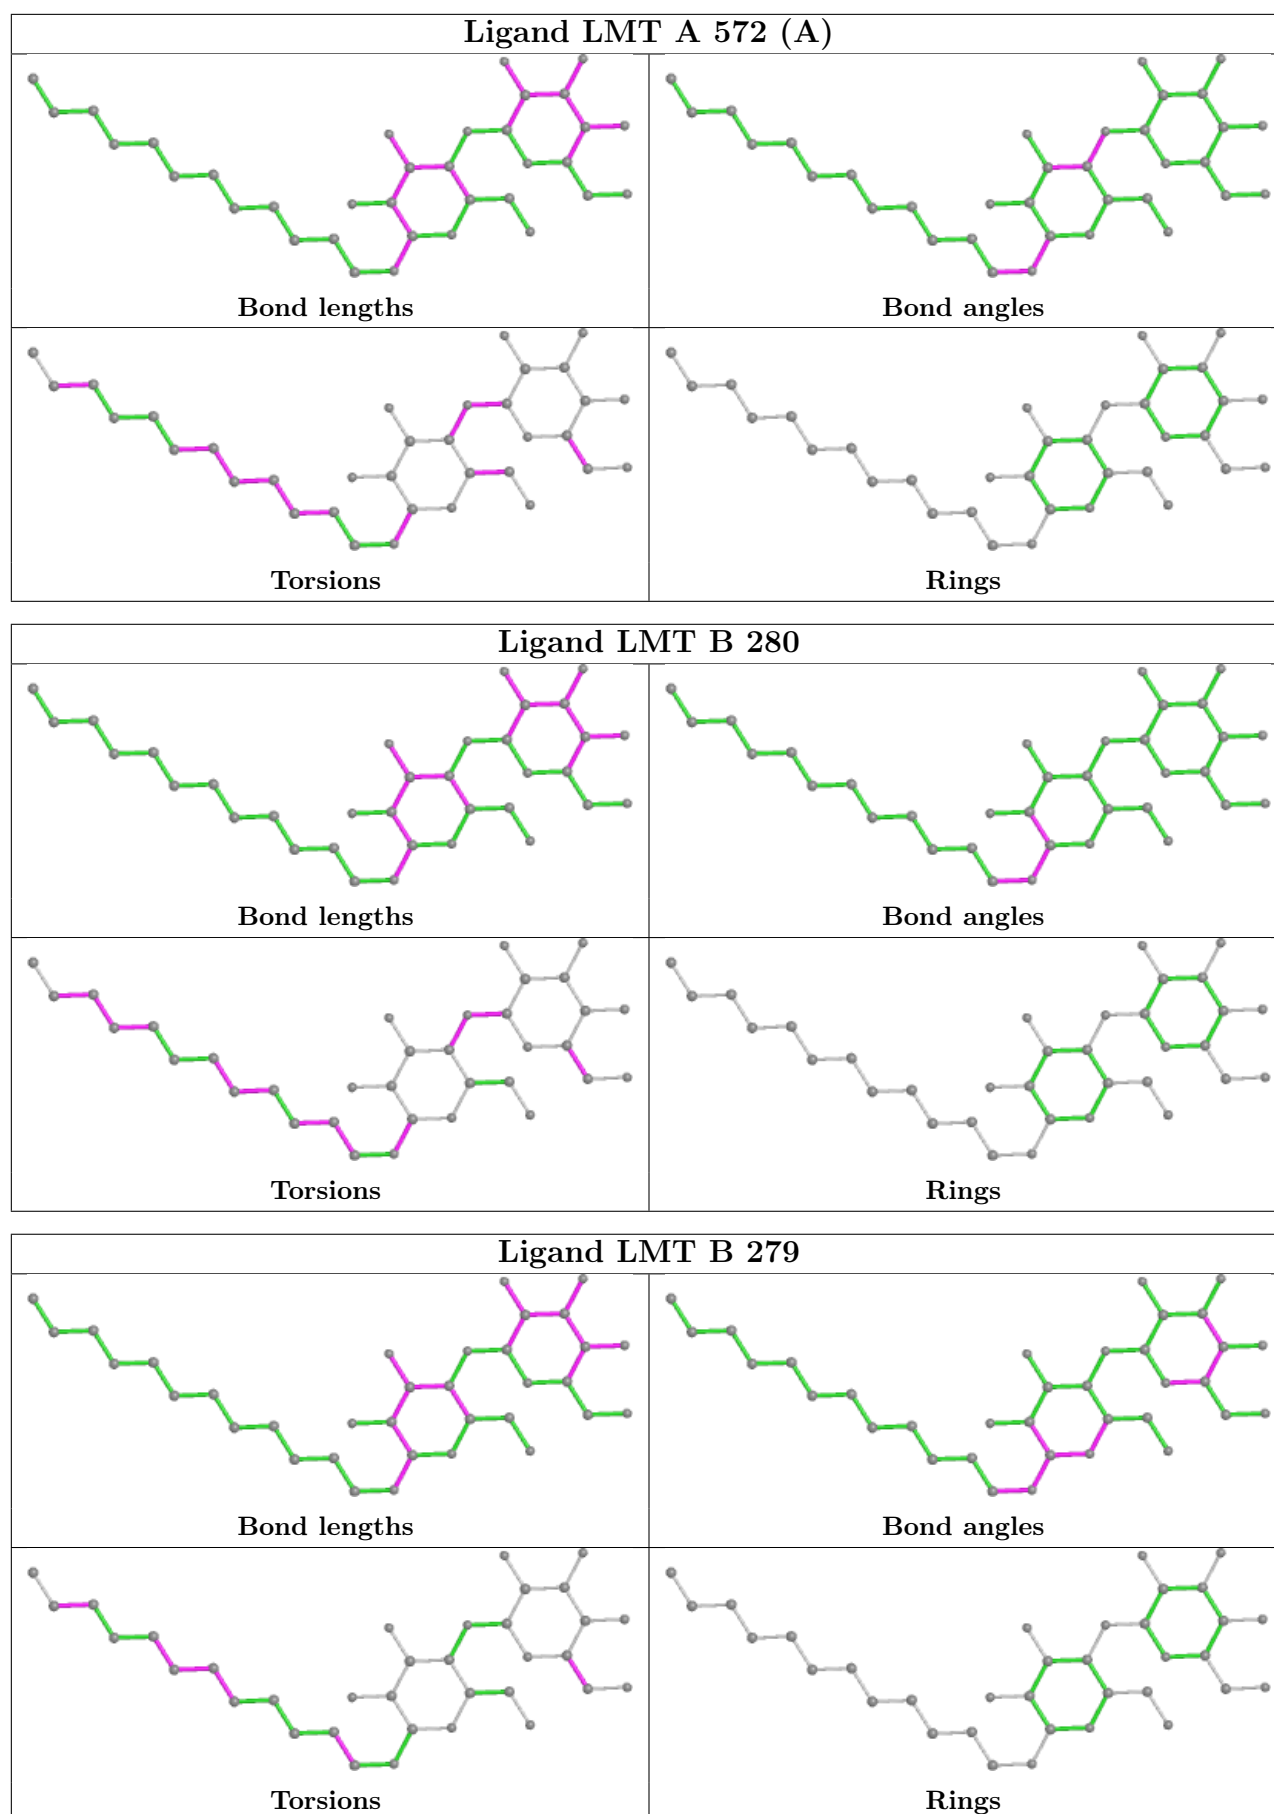 Ligand LMT A 572 (A)
Bond lengths
Bond angles
Torsions
Rings
Ligand LMT B 280
Bond lengths
Bond angles
Torsions
Rings
Ligand LMT B 279
Bond lengths
Bond angles
Torsions
Rings